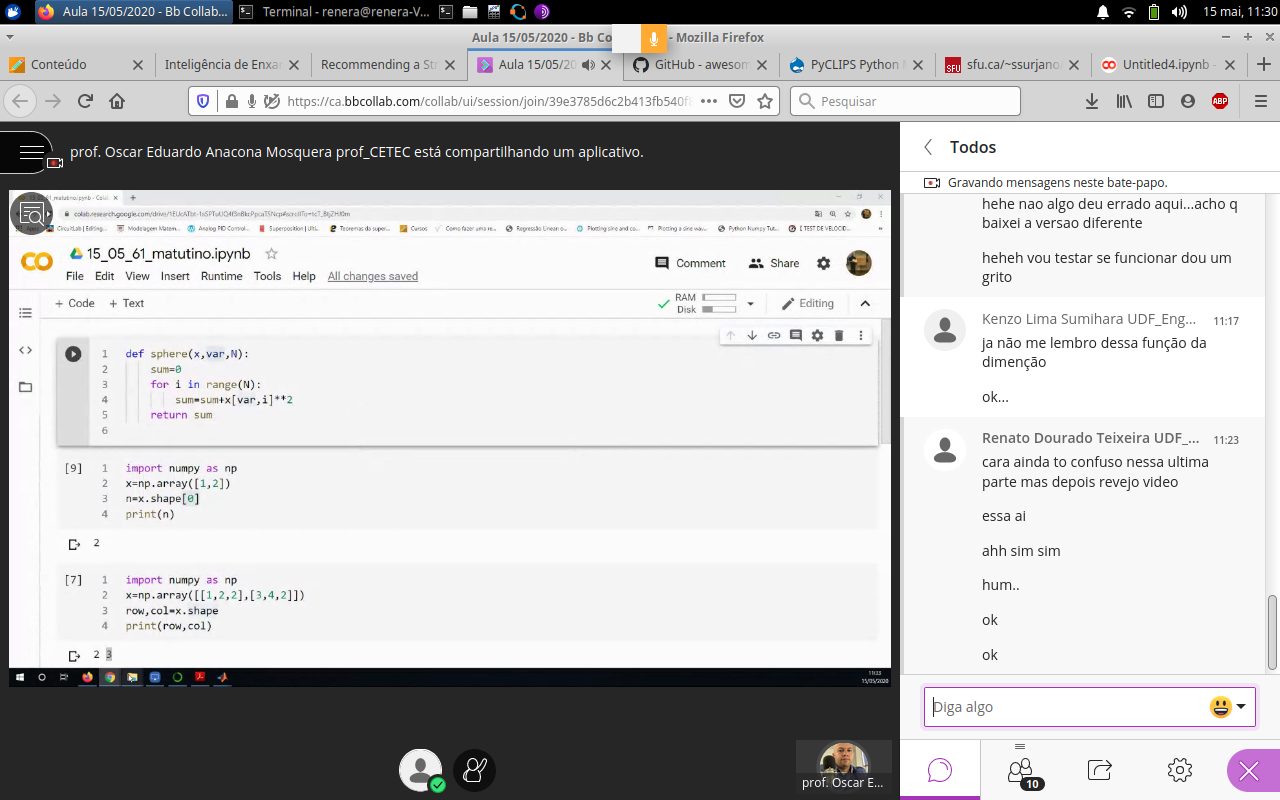 Aula 15/05/2020 - Bb Collab...
Terminal - renera@renera-V...
15 mai, 11:30
Aula 15/05/2020 - Bb Co
- Mozilla Firefox
Conteúdo
Inteligência de Enxar
Recommending a Str
Aula 15/05/20
GitHub - awesom
PyCLIPS Python M
sfu.ca/~ssurjano
Untitled4.ipynb -
https://ca.bbcollab.com/collab/ui/session/join/39e3785d6c2b413fb540f8
Pesquisar
ABP
prof. Oscar Eduardo Anacona Mosquera prof_CETEC está compartilhando um aplicativo.
15_05_61_matutino.ipynb
File Edit View Insert Runtime Tools Help All changes saved
Comment
Share
+ Code + Text
RAM
Disk
Editing
1 def sphere(x,var,N):
2 sum=0
3 for i in range(N):
4 sum=sum+x[var,i]**2
5 return sum
6
[9] 1 import numpy as np
2 x=np.array([1,2])
3 n=x.shape[0]
4 print(n)
2
[7] 1 import numpy as np
2 x=np.array([[1,2,2],[3,4,2]])
3 row,col=x.shape
4 print(row,col)
2 3
11:33
15/05/2020
prof. Oscar E...
Todos
Gravando mensagens neste bate-papo.
hehe nao algo deu errado aqui...acho q
baixei a versao diferente
heheh vou testar se funcionar dou um
grito
Kenzo Lima Sumihara UDF_Eng... 11:17
ja não me lembro dessa função da
dimenção
ok...
Renato Dourado Teixeira UDF_... 11:23
cara ainda to confuso nessa ultima
parte mas depois revejo video
essa ai
ahh sim sim
hum..
ok
ok
Diga algo
10